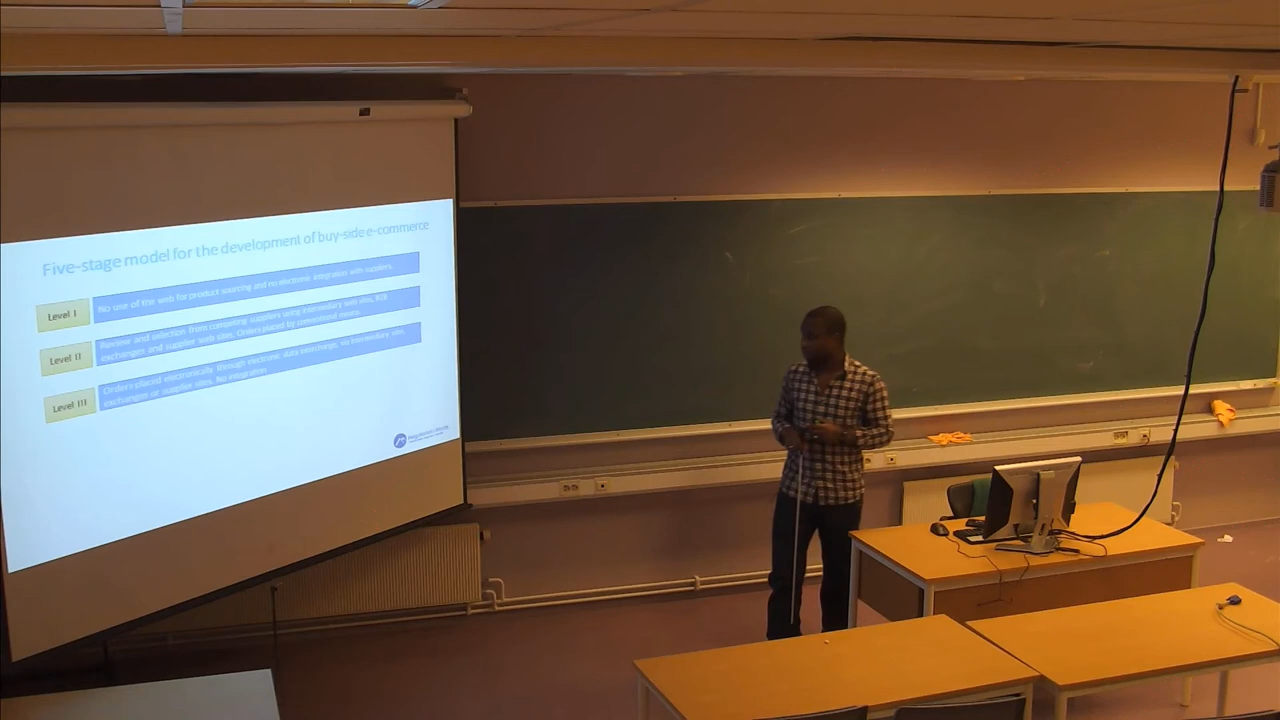 Five-stage model for the development of buy-side e-commerce
Level I
No use of the web for product sourcing and no electronic integration with suppliers.
Level II
Review and selection from competing suppliers using intermediary web sites, B2B
exchanges and supplier web sites. Orders placed by conventional means.
Level III
Orders placed electronically through electronic data interchange, via intermediary sites,
exchanges or supplier sites. No integration